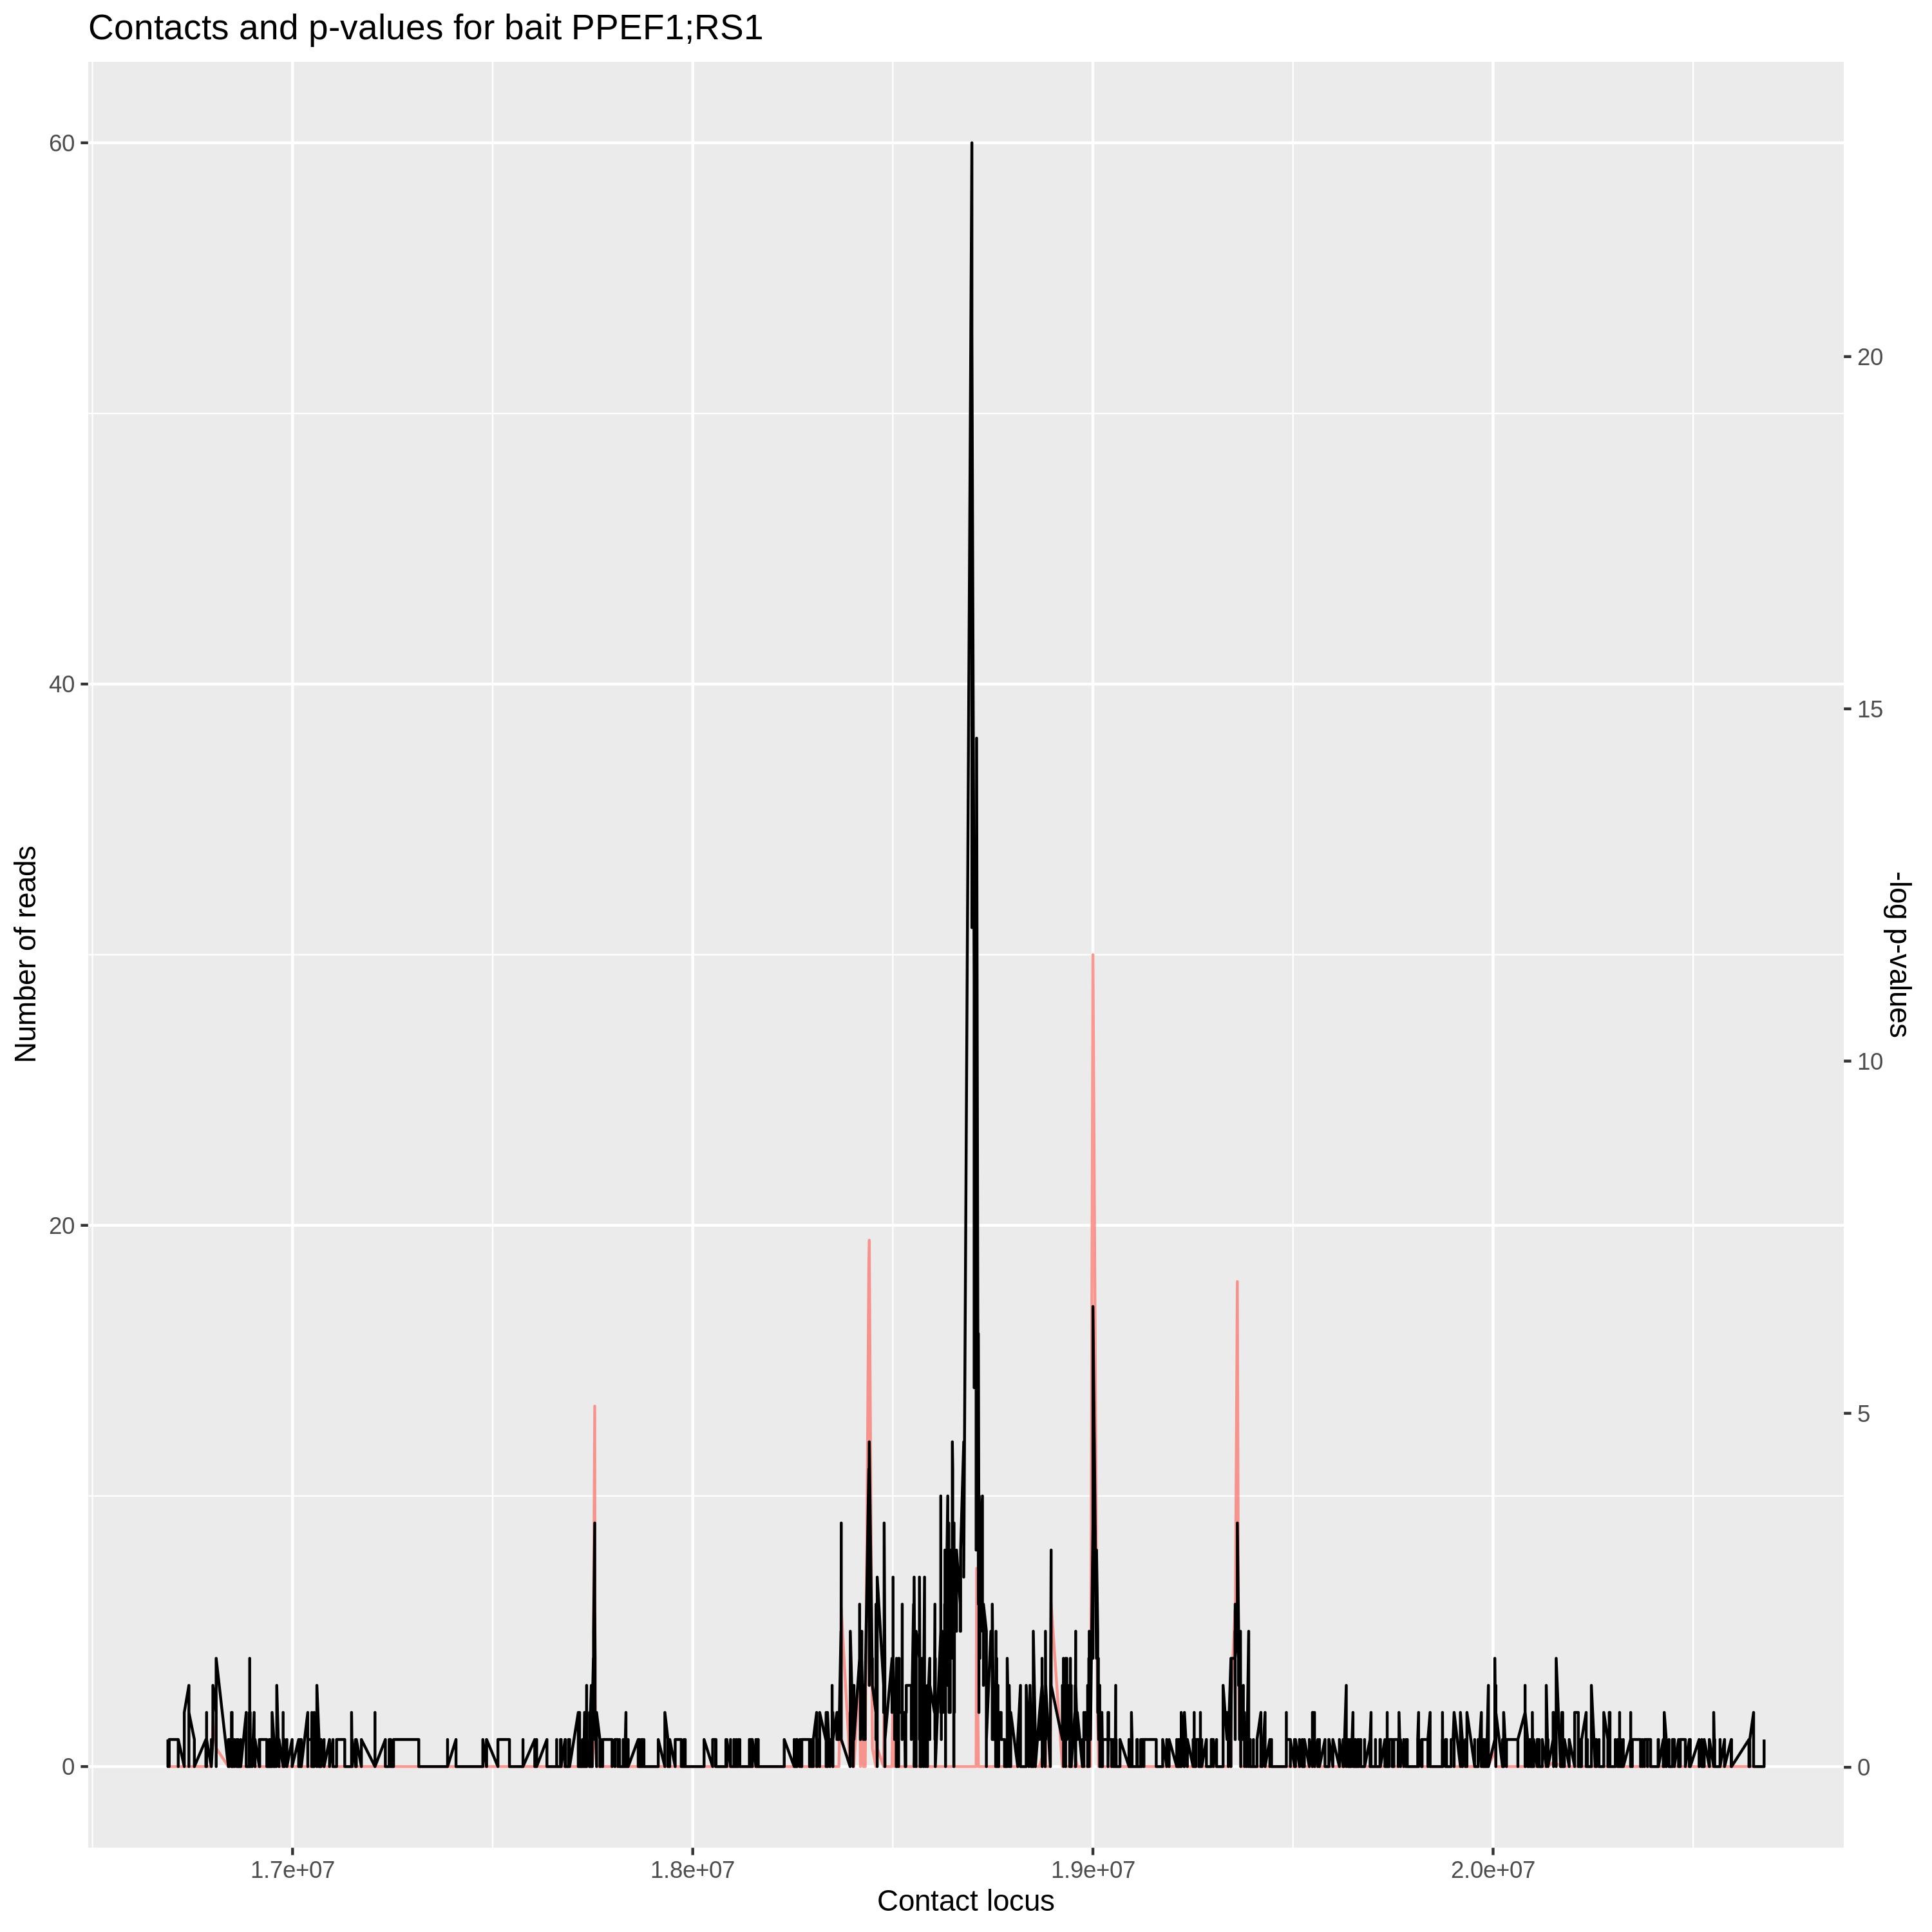 Contacts and p-values for bait PPEF1;RS1
60
40
20
0
Number of reads
20
15
10
5
0
-log p-values
1.7e+07
1.8e+07
1.9e+07
2.0e+07
Contact locus